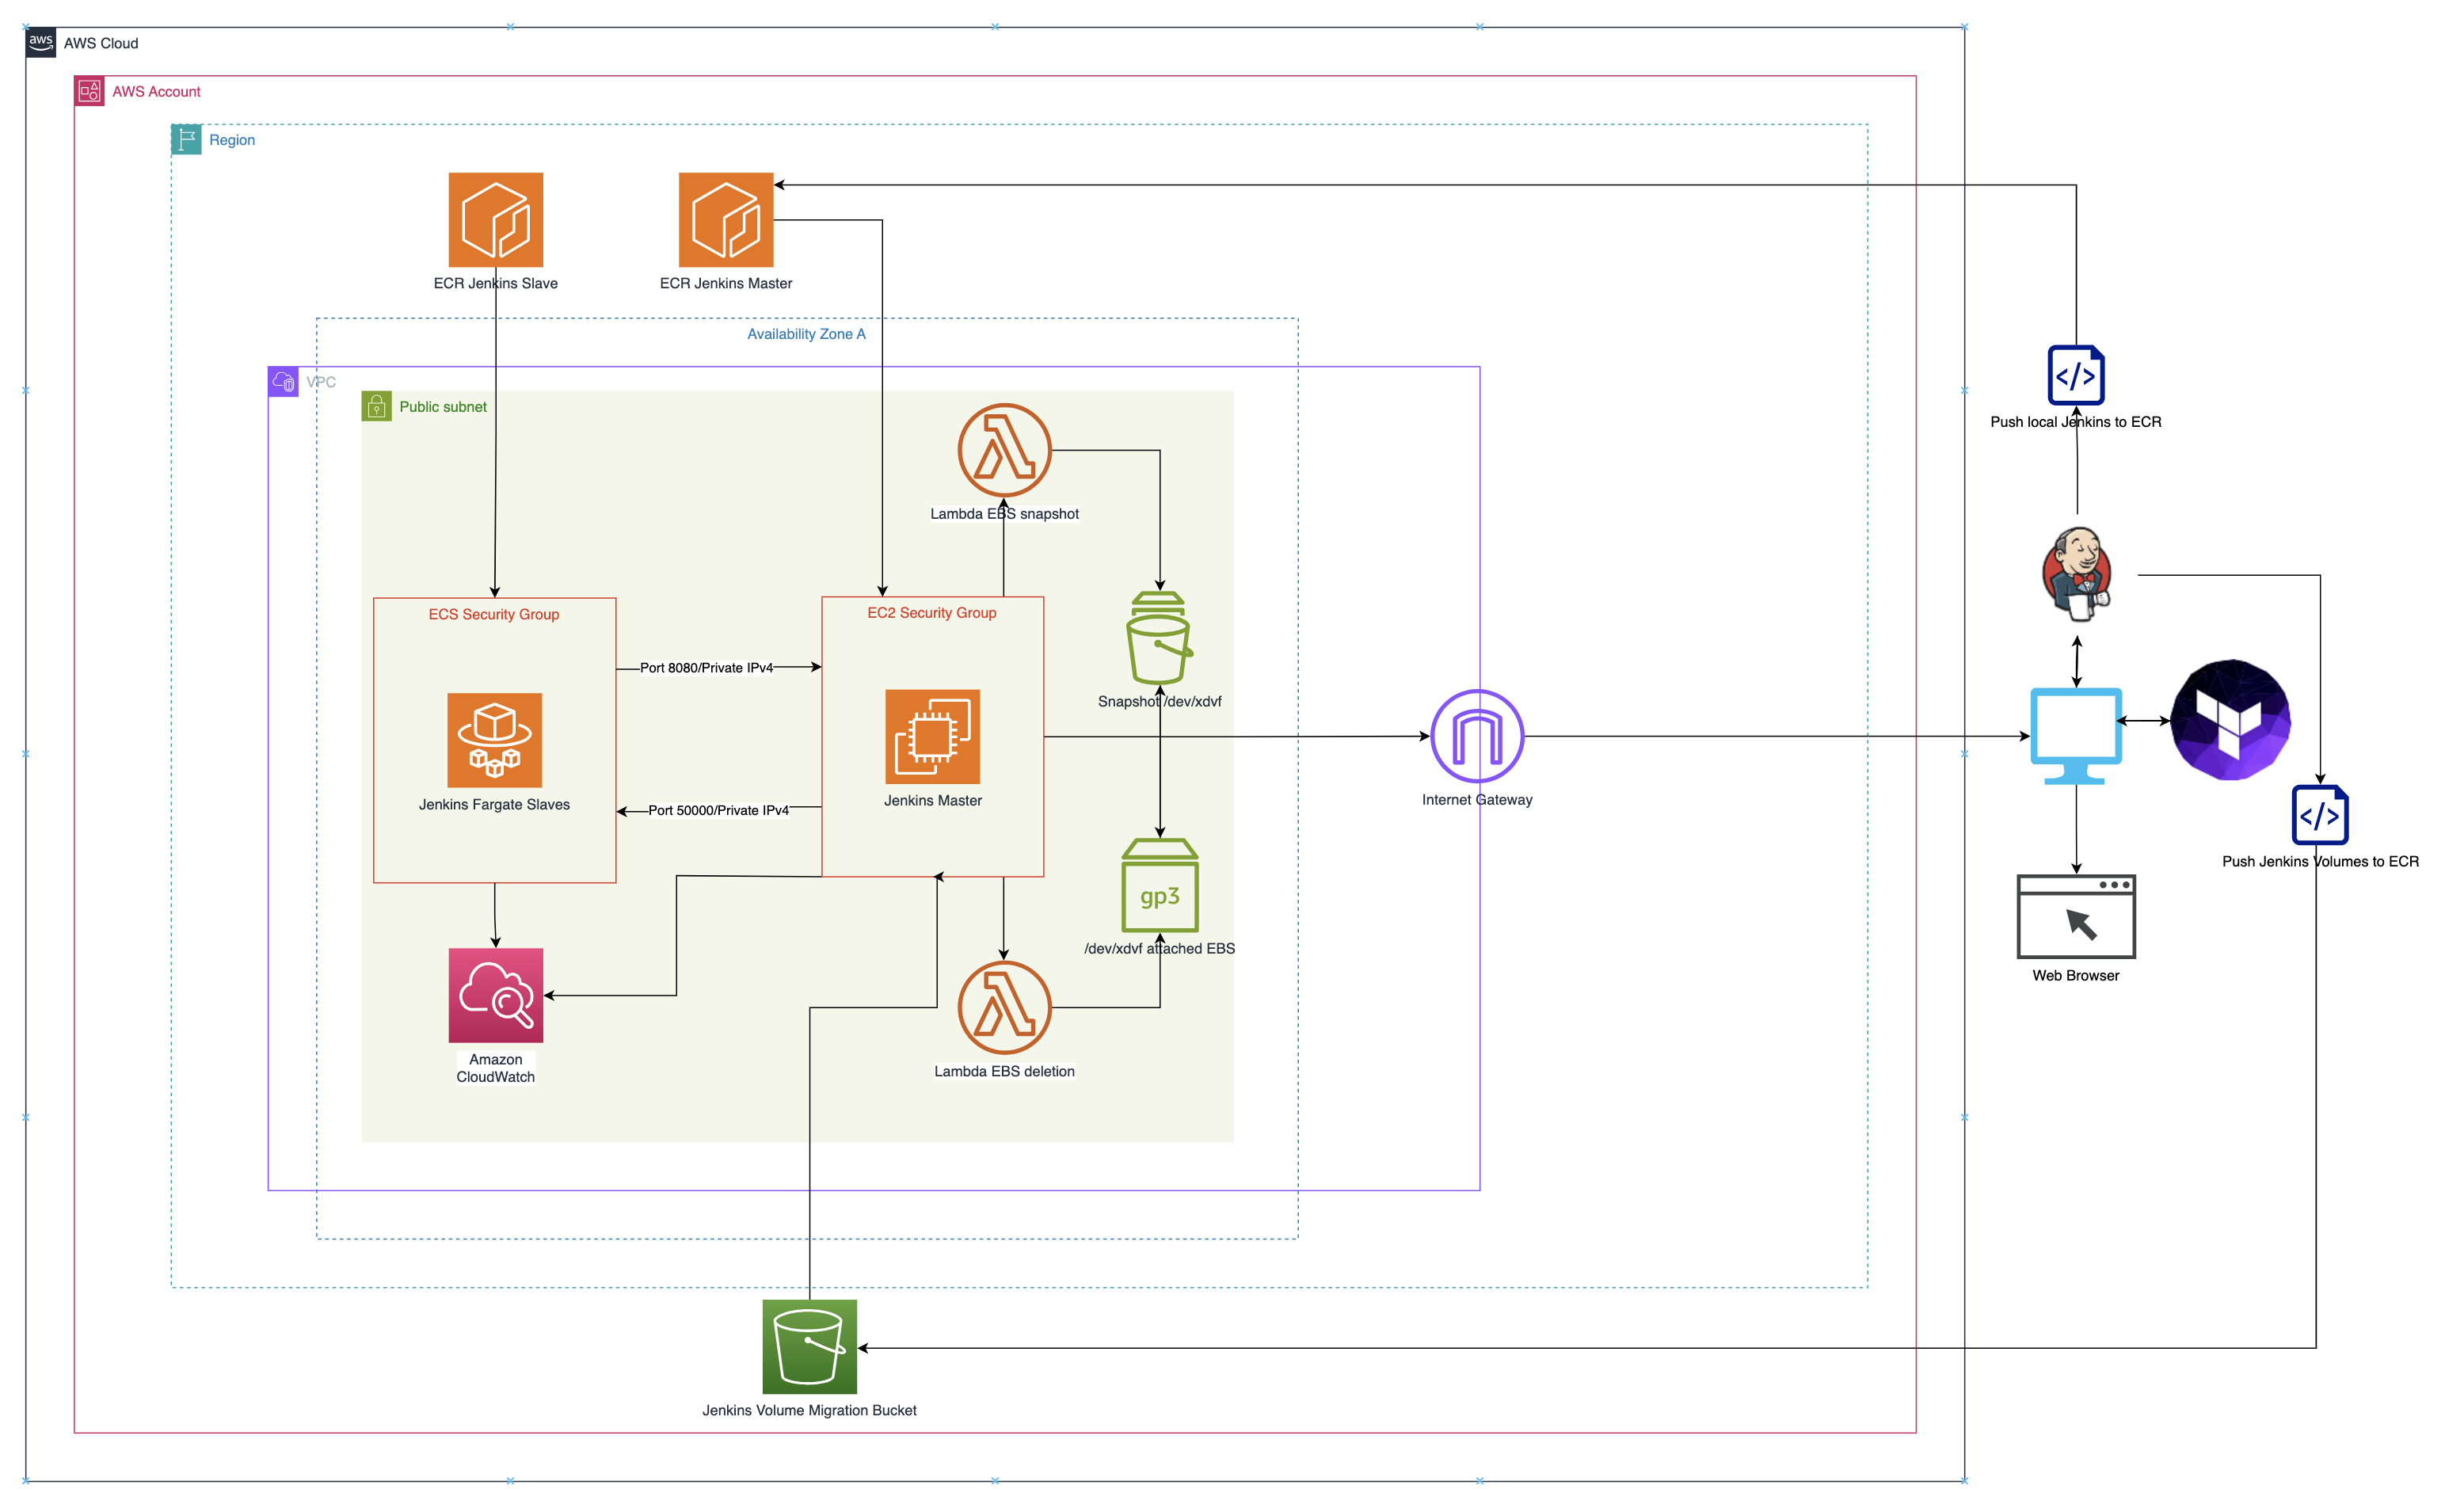 aws
AWS Cloud
AWS Account
Region
ECR Jenkins Slave
ECR Jenkins Master
Availability Zone A
VPC
Public subnet
Push local Jenkins to ECR
Lambda EBS snapshot
ECS Security Group
EC2 Security Group
Port 8080/Private IPv4
Snapshot /dev/xdvf
Jenkins Fargate Slaves
Jenkins Master
Internet Gateway
Port 50000/Private IPv4
Push Jenkins Volumes to ECR
gp3
/dev/xdvf attached EBS
Web Browser
Amazon
CloudWatch
Lambda EBS deletion
Jenkins Volume Migration Bucket